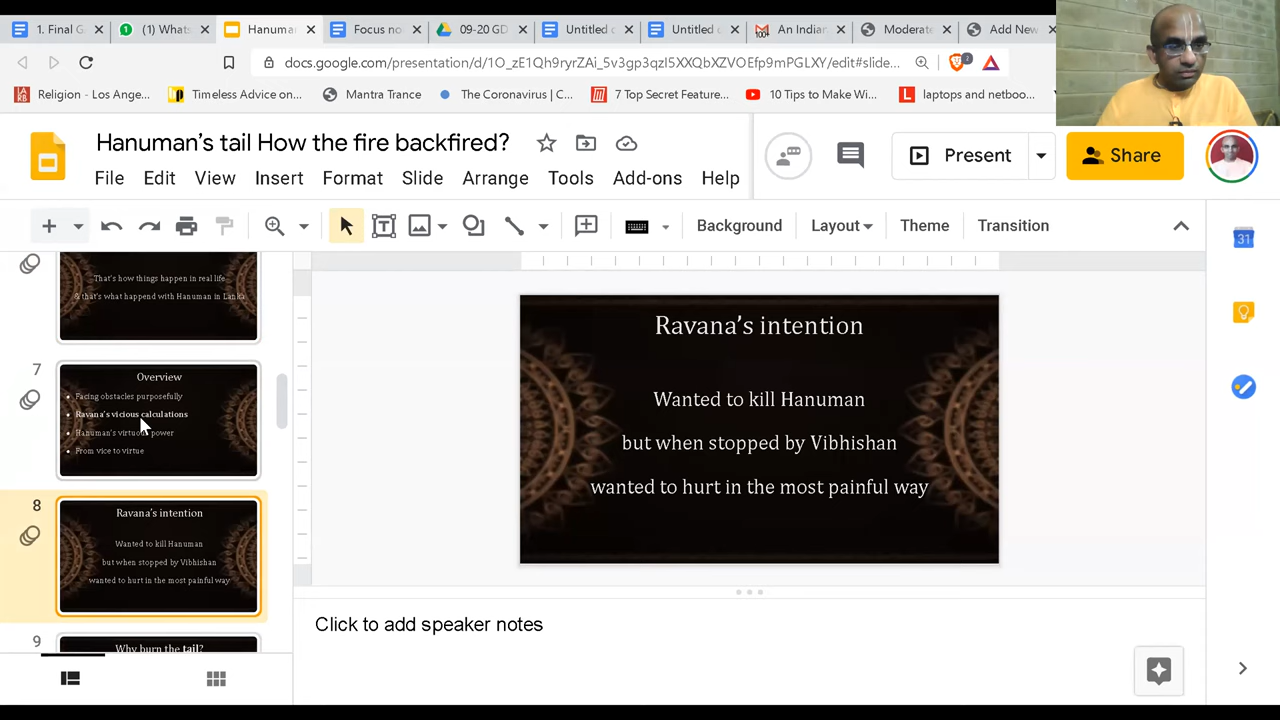 1. Final G
(1) Whats
Hanuman
Focus no
09-20 GD
Untitled d
Untitled
100+
An Indian
Moderate
Add New
docs.google.com/presentation/d/1O_zE1Qh9ryrZAi_5v3gp3qzI5XXQbXZVOEfp9mPGLXY/edit#slide...
2
Religion - Los Ange...
Timeless Advice on...
Mantra Trance
The Coronavirus | C...
7 Top Secret Feature...
10 Tips to Make Wi...
laptops and netboo...
Hanuman's tail How the fire backfired?
File Edit View Insert Format Slide Arrange Tools Add-ons Help
Present
Share
Background Layout Theme Transition
31
That's how things happen in real life
& that's what happend with Hanuman in Lanka
7
Overview
Facing obstacles purposefully
Ravana's vicious calculations
Hanuman's virtuous power
From vice to virtue
8
Ravana's intention
Wanted to kill Hanuman
but when stopped by Vibhishan
wanted to hurt in the most painful way
9
Why burn the tail?
Ravana's intention
Wanted to kill Hanuman
but when stopped by Vibhishan
wanted to hurt in the most painful way
Click to add speaker notes